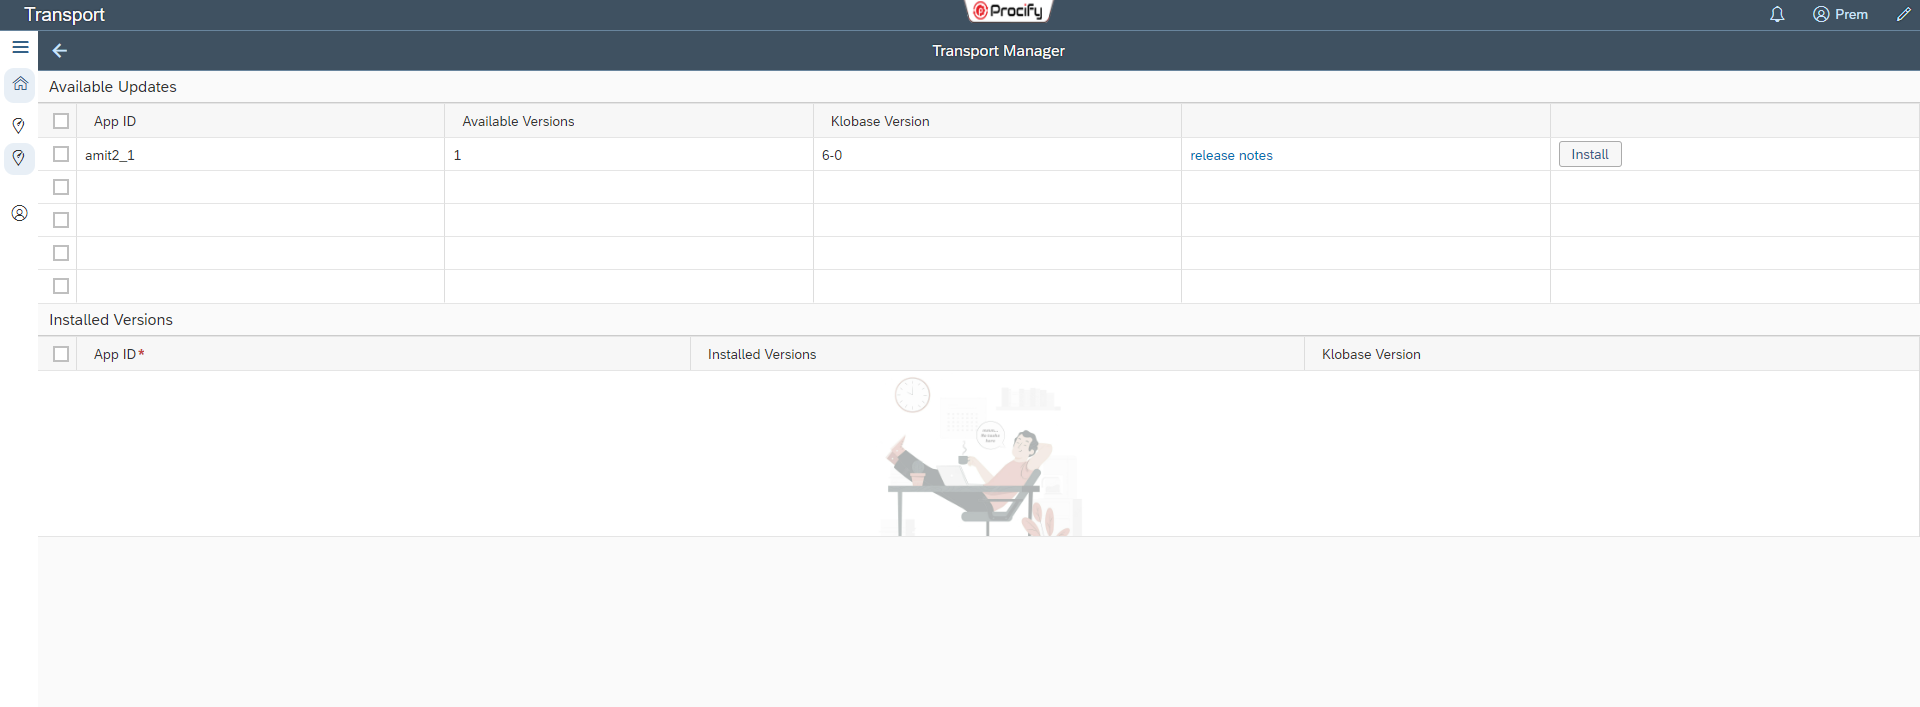 Transport
Procify
Prem
Transport Manager
Available Updates
App ID Available Versions Klobase Version
amit2_1 1 6-0 release notes Install
Installed Versions
App ID* Installed Versions Klobase Version